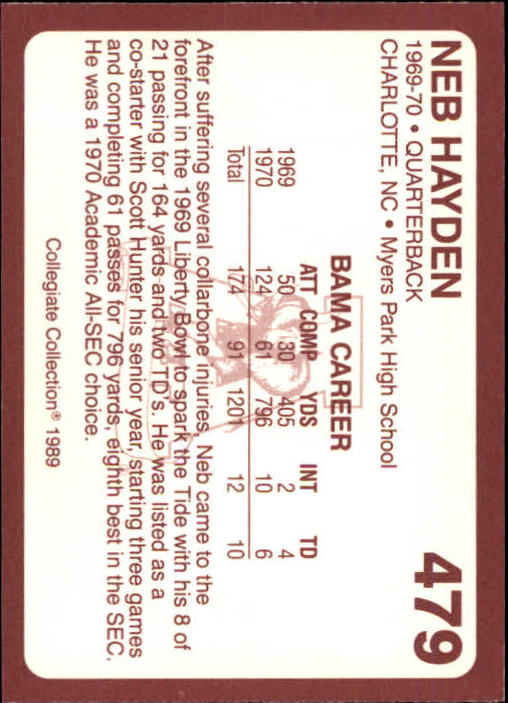 NEB HAYDEN 479
1969-70 • QUARTERBACK
CHARLOTTE, NC • Myers Park High School
BAMA CAREER
ATT COMP YDS INT TD
1969 50 30 405 2 4
1970 124 61 796 10 6
Total 174 91 1201 12 10
After suffering several collarbone injuries, Neb came to the
forefront in the 1969 Liberty Bowl to spark the Tide with his 8 of
21 passing for 164 yards and two TD's. He was listed as a
co-starter with Scott Hunter his senior year, starting three games
and completing 61 passes for 796 yards, eighth best in the SEC.
He was a 1970 Academic All-SEC choice.
Collegiate Collection® 1989